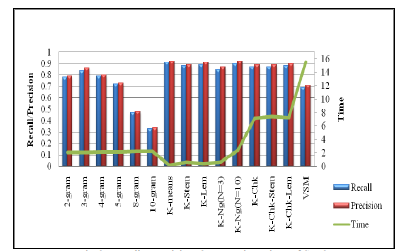 1
0.9
0.8
0.7
0.6
0.5
0.4
0.3
0.2
0.1
0
Recall/Precision
16
14
12
10
8
6
4
2
0
Time
2-gram
3-gram
4-gram
5-gram
8-gram
10-gram
K-means
K-Stem
K-Lem
K-Ng(N=3)
K-Ng(N=10)
K-Chk
K-Chk-Stem
K-Chk-Lem
VSM
Recall
Precision
Time